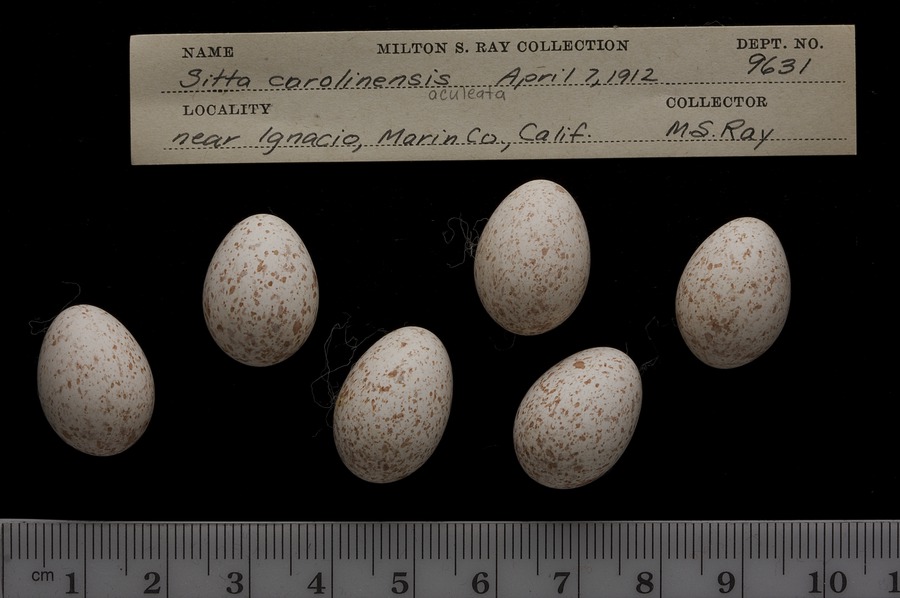 NAME MILTON S. RAY COLLECTION DEPT. NO.
Sitta carolinensis April 7, 1912 9631
aculeata
LOCALITY COLLECTOR
near Ignacio, Marin Co., Calif. M.S. Ray
cm 1 2 3 4 5 6 7 8 9 10 1